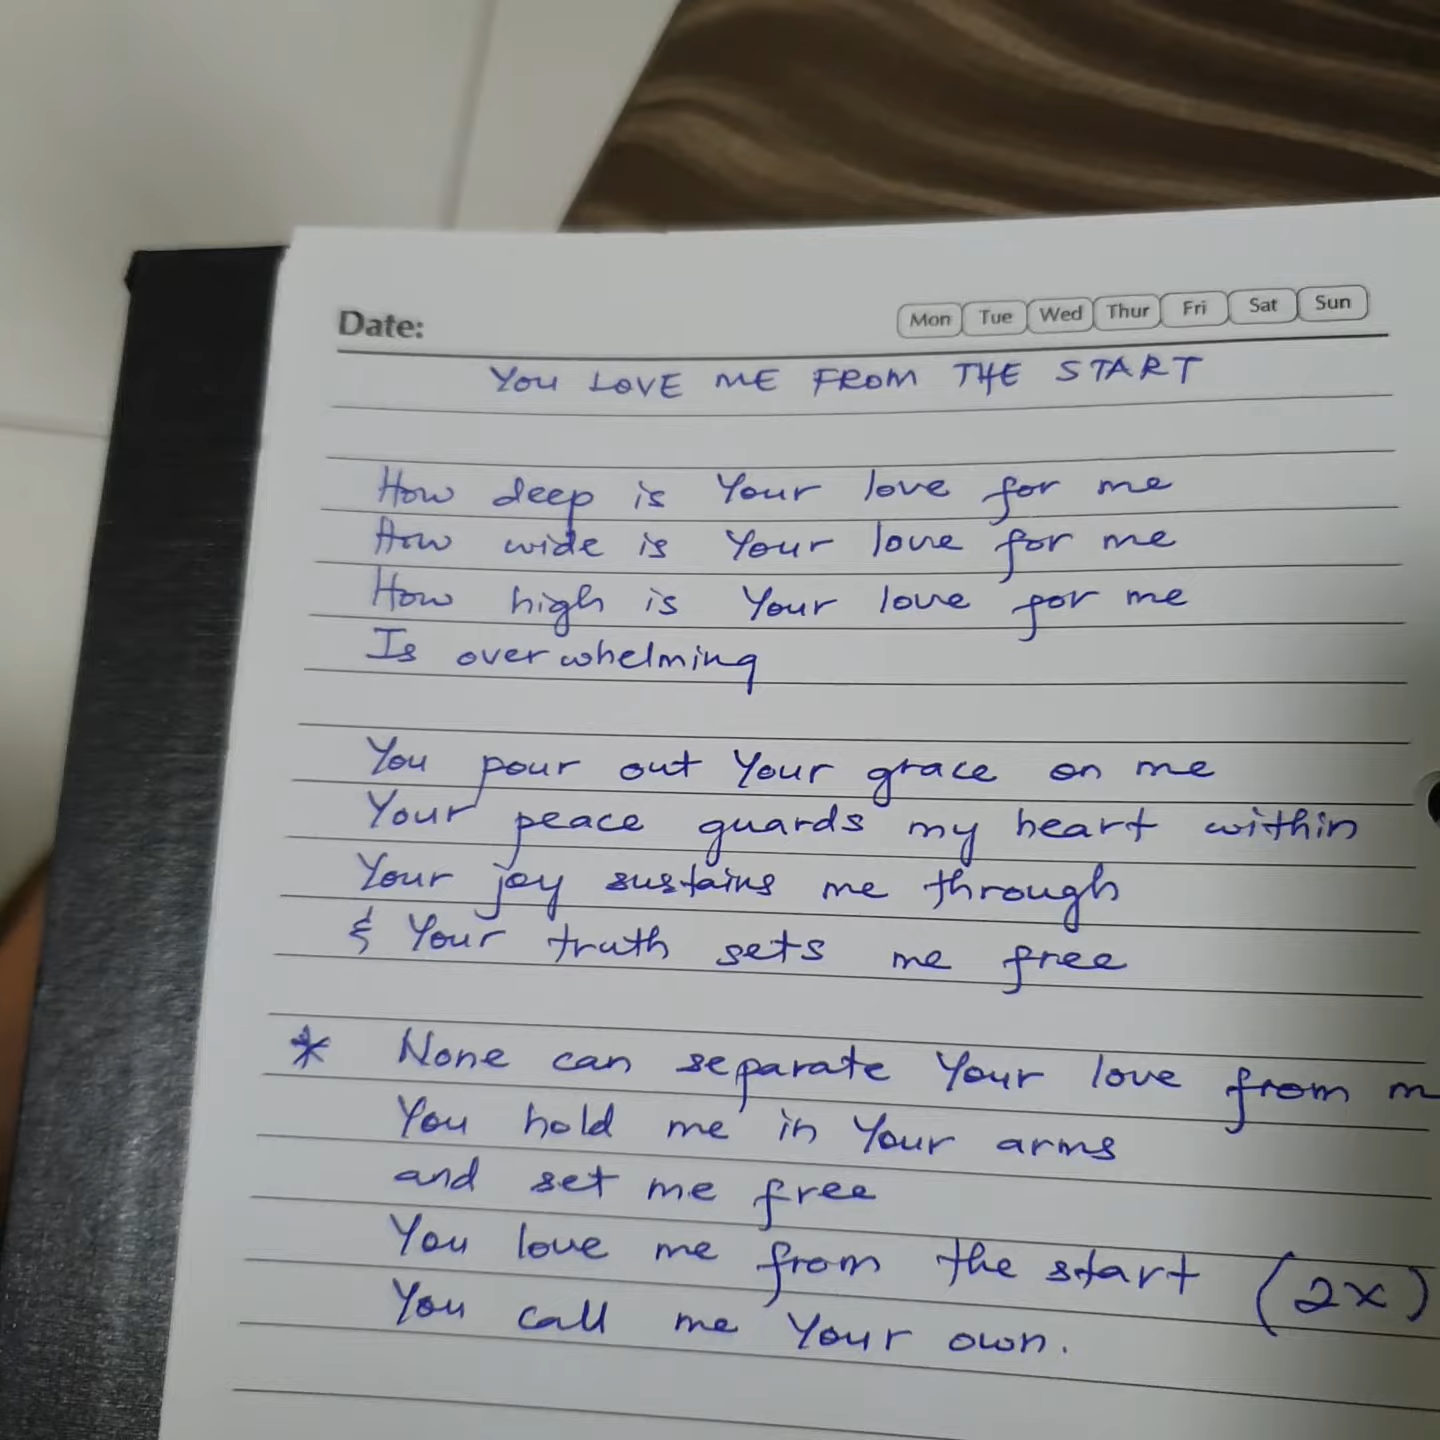 Date:
Mon Tue Wed Thur Fri Sat Sun
YOU LOVE ME FROM THE START
How deep is Your love for me
How wide is Your love for me
How high is Your love for me
Is overwhelming
You pour out Your grace on me
Your peace guards my heart within
Your joy sustains me through
& Your truth sets me free
* None can separate Your love from m
You hold me in Your arms
and set me free
You love me from the start (2x)
You call me Your own.